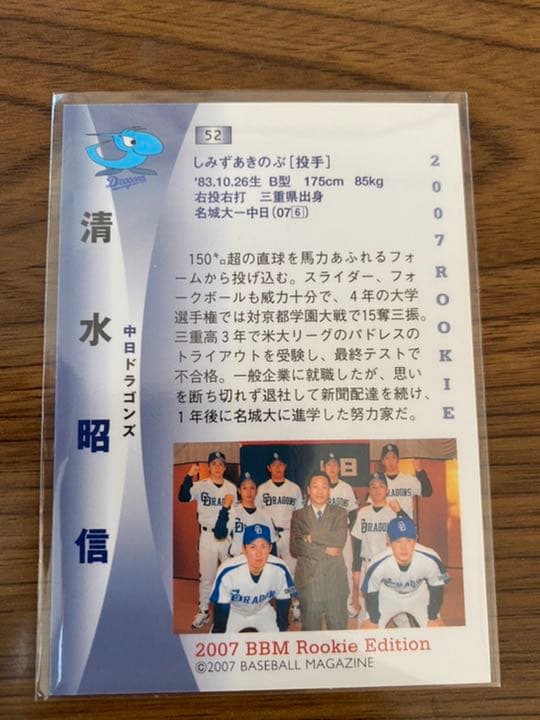 52
しみずあきのぶ[投手]
'83.10.26生 B型 175cm 85kg
右投右打 三重県出身
名城大ー中日(07⑥)
150㌔超の直球を馬力あふれるフォ
ームから投げ込む。スライダー、フォ
ークボールも威力十分で、4年の大学
選手権では対京都学園大戦で15奪三振。
三重高3年で米大リーグのパドレスの
トライアウトを受験し、最終テストで
不合格。一般企業に就職したが、思い
を断ち切れず退社して新聞配達を続け、
1年後に名城大に進学した努力家だ。
2007 ROOKIE
Dragons
清水昭信
中日ドラゴンズ
DRAGONS
DRAGONS
DRAGONS
DRAGONS
2007 BBM Rookie Edition
©2007 BASEBALL MAGAZINE